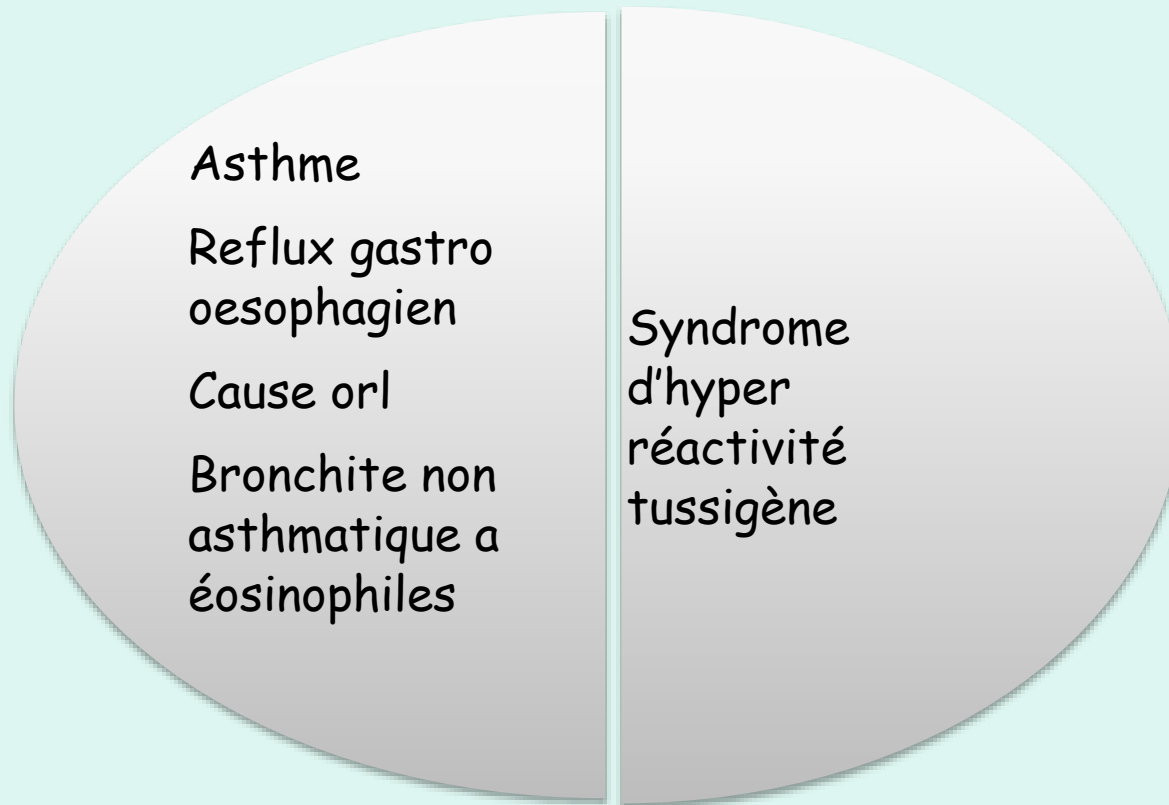 Asthme
Reflux gastro
oesophagien
Cause orl
Bronchite non
asthmatique a
éosinophiles
Syndrome
d'hyper
réactivité
tussigène